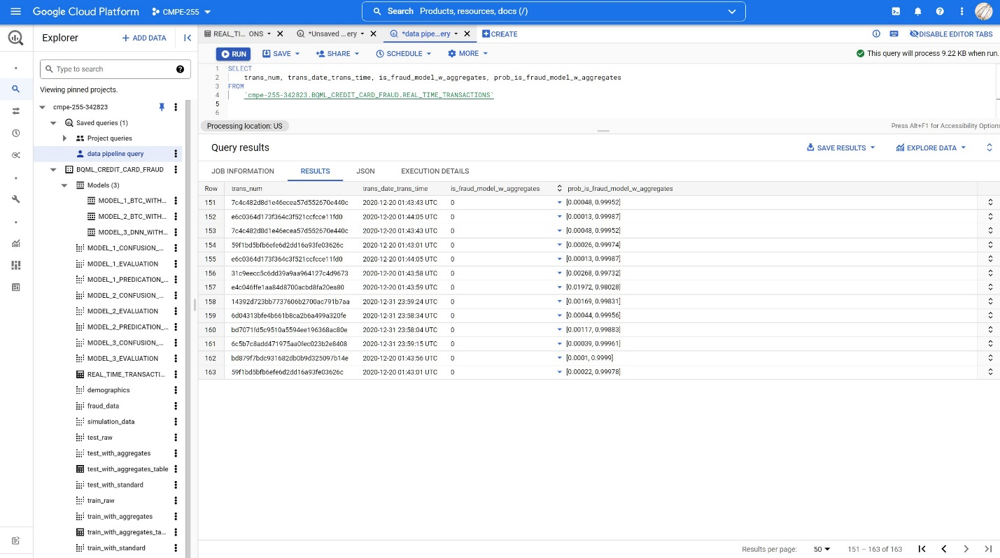 Google Cloud Platform CMPE-255 Search Products, resources, docs (/)
Explorer + ADD DATA
REAL_TI... ONS *Unsaved ...ery *data pipe...ery CREATE DISABLE EDITOR TABS
RUN SAVE SHARE SCHEDULE MORE This query will process 9.22 KB when run.
Type to search
Viewing pinned projects.
cmpe-255-342823
Saved queries (1)
Project queries
data pipeline query
BQML_CREDIT_CARD_FRAUD
Models (3)
MODEL_1_BTC_WITH...
MODEL_2_BTC_WITH...
MODEL_3_DNN_WITH...
MODEL_1_CONFUSION_...
MODEL_1_EVALUATION
MODEL_1_PREDICATION_...
MODEL_2_CONFUSION_...
MODEL_2_EVALUATION
MODEL_2_PREDICATION_...
MODEL_3_CONFUSION_...
MODEL_3_EVALUATION
REAL_TIME_TRANSACTI...
demographics
fraud_data
simulation_data
test_raw
test_with_aggregates
test_with_aggregates_table
test_with_standard
train_raw
train_with_aggregates
train_with_aggregates_ta...
train_with_standard
1 SELECT
2 trans_num, trans_date_trans_time, is_fraud_model_w_aggregates, prob_is_fraud_model_w_aggregates
3 FROM
4 `cmpe-255-342823.BQML_CREDIT_CARD_FRAUD.REAL_TIME_TRANSACTIONS`
5
6
Processing location: US Press Alt+F1 for Accessibility Options
Query results SAVE RESULTS EXPLORE DATA
JOB INFORMATION RESULTS JSON EXECUTION DETAILS
Row trans_num trans_date_trans_time is_fraud_model_w_aggregates prob_is_fraud_model_w_aggregates
151 7c4c482d8d1e46ecea57d552670e440c 2020-12-20 01:43:43 UTC 0 [0.00048, 0.99952]
152 e6c0364d173f364c3f521ccfcce11fd0 2020-12-20 01:44:05 UTC 0 [0.00013, 0.99987]
153 7c4c482d8d1e46ecea57d552670e440c 2020-12-20 01:43:43 UTC 0 [0.00048, 0.99952]
154 59f1bd5bfb6efe6d2dd16a93fe03626c 2020-12-20 01:43:01 UTC 0 [0.00026, 0.99974]
155 e6c0364d173f364c3f521ccfcce11fd0 2020-12-20 01:44:05 UTC 0 [0.00013, 0.99987]
156 31c9eecc5c6dd39a9aa964127c4d9673 2020-12-20 01:43:58 UTC 0 [0.00268, 0.99732]
157 e4c046ffe1aa84d8700acbd8fa20ea80 2020-12-20 01:43:59 UTC 0 [0.01972, 0.98028]
158 14392d723bb7737606b2700ac791b7aa 2020-12-31 23:59:24 UTC 0 [0.00169, 0.99831]
159 6d04313bfe4b661b8ca2b6a499a320fe 2020-12-31 23:58:34 UTC 0 [0.00044, 0.99956]
160 bd7071fd5c9510a5594ee196368ac80e 2020-12-31 23:58:04 UTC 0 [0.00117, 0.99883]
161 6c5b7c8add471975aa0fec023b2e8408 2020-12-31 23:59:15 UTC 0 [0.00039, 0.99961]
162 bd879f7bdc931682db0b9d325097b14e 2020-12-20 01:43:56 UTC 0 [0.0001, 0.9999]
163 59f1bd5bfb6efe6d2dd16a93fe03626c 2020-12-20 01:43:01 UTC 0 [0.00022, 0.99978]
Results per page: 50 151 – 163 of 163